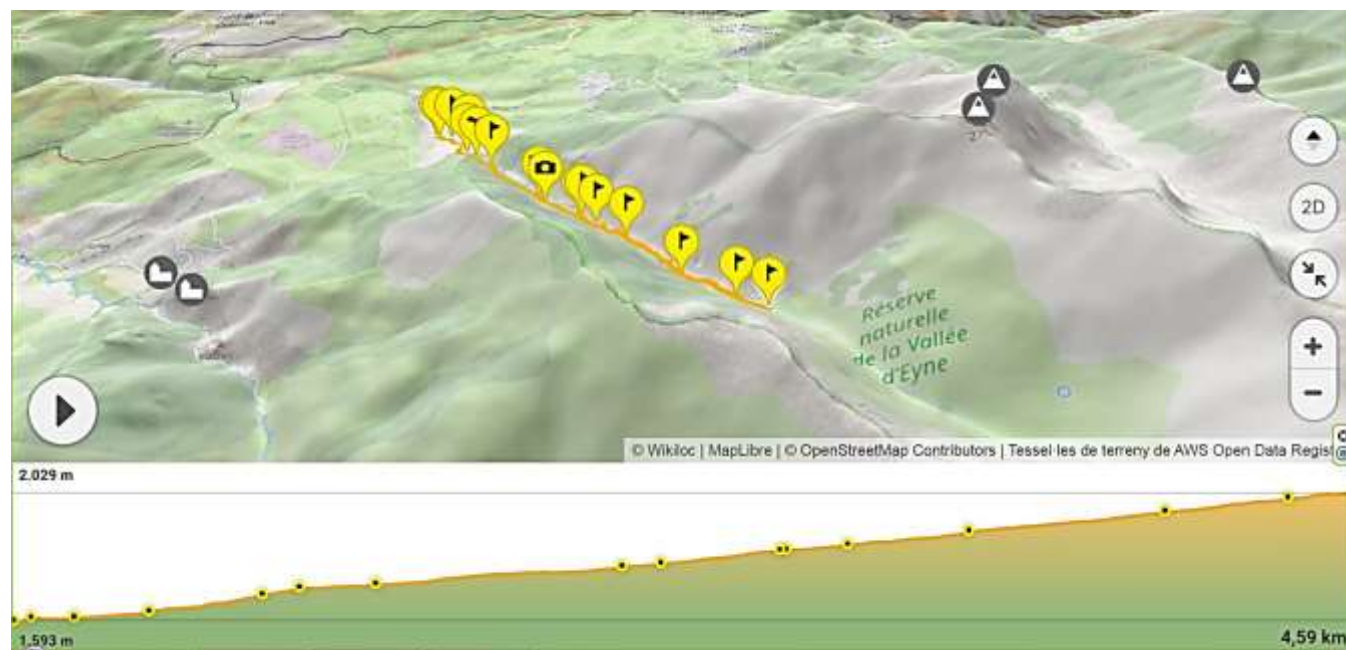 2D
Réserve
naturelle
de la Vallée
d'Eyne
+
−
© Wikiloc | MapLibre | © OpenStreetMap Contributors | Tessel·les de terreny de AWS Open Data Regis
2.029 m
1,593 m
4,59 km